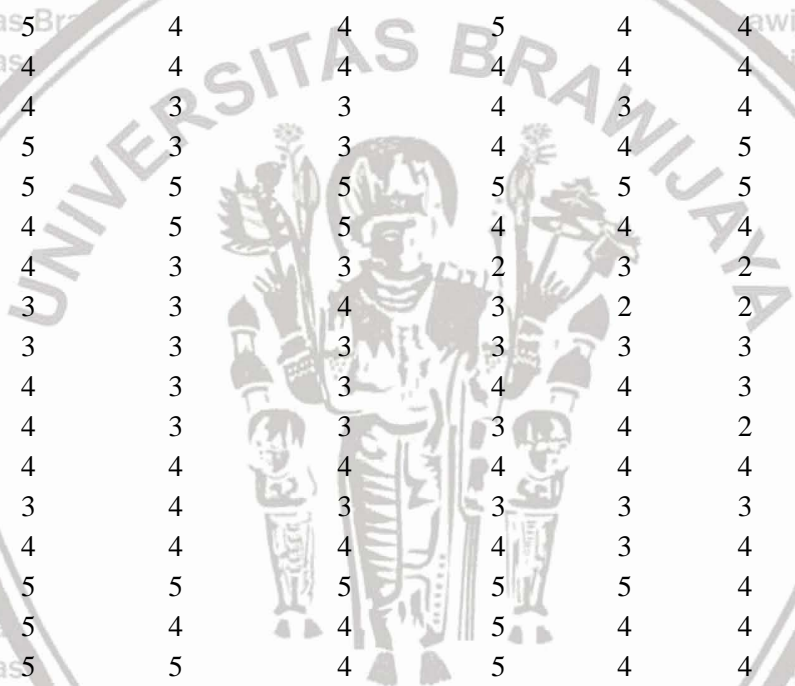 UNIVERSITAS BRAWIJAYA
5 4 4 5 4 4
4 4 4 4 4 4
4 3 3 4 3 4
5 3 3 4 4 5
5 5 5 5 5 5
4 5 5 4 4 4
4 3 3 2 3 2
3 3 4 3 2 2
3 3 3 3 3 3
4 3 3 4 4 3
4 3 3 3 4 2
4 4 4 4 4 4
3 4 3 3 3 3
4 4 4 4 3 4
5 5 5 5 5 4
5 4 4 5 4 4
5 5 4 5 4 4